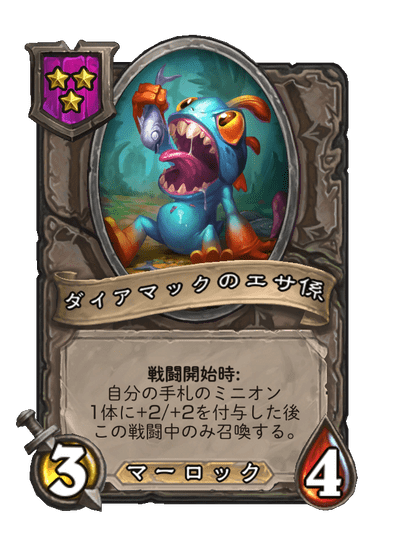 ダイアマックのエサ係
戦闘開始時:
自分の手札のミニオン
1体に+2/+2を付与した後
この戦闘中のみ召喚する。
3
マーロック
4